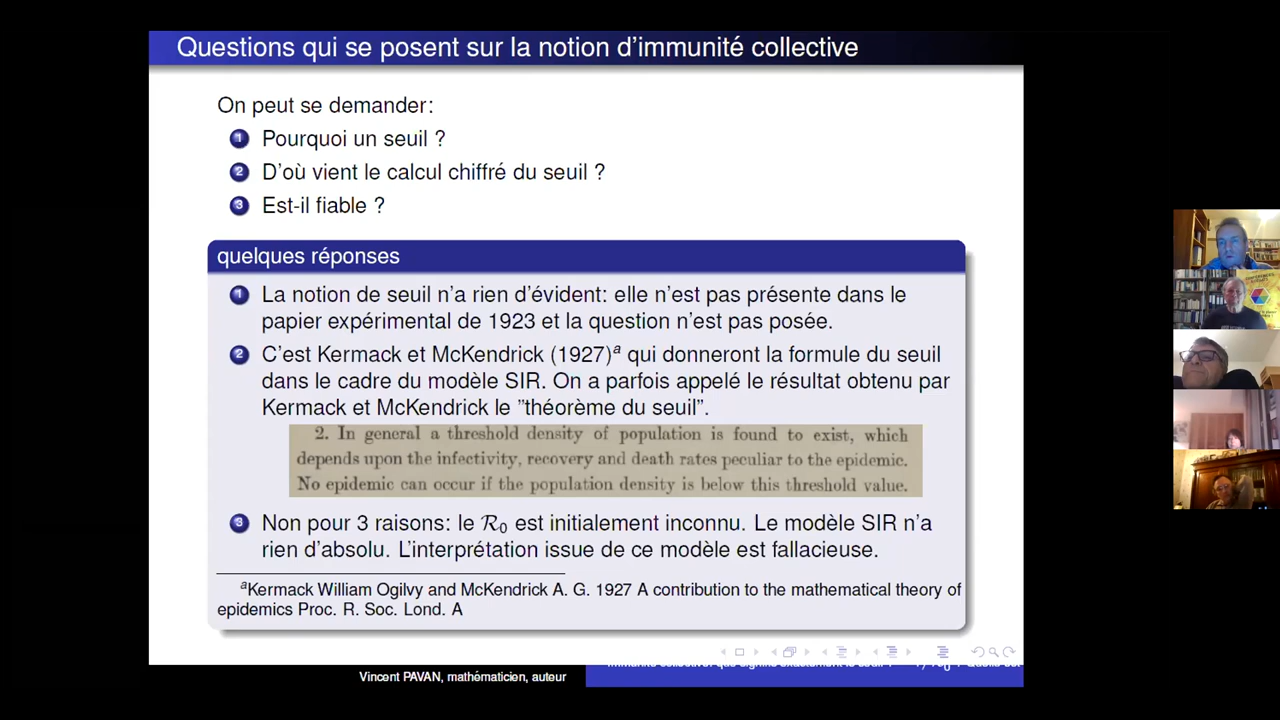 Questions qui se posent sur la notion d'immunité collective
On peut se demander:
1 Pourquoi un seuil ?
2 D'où vient le calcul chiffré du seuil ?
3 Est-il fiable ?
quelques réponses
1 La notion de seuil n'a rien d'évident: elle n'est pas présente dans le
papier expérimental de 1923 et la question n'est pas posée.
2 C'est Kermack et McKendrick (1927)a qui donneront la formule du seuil
dans le cadre du modèle SIR. On a parfois appelé le résultat obtenu par
Kermack et McKendrick le ”théorème du seuil”.
2. In general a threshold density of population is found to exist, which
depends upon the infectivity, recovery and death rates peculiar to the epidemic.
No epidemic can occur if the population density is below this threshold value.
3 Non pour 3 raisons: le R0 est initialement inconnu. Le modèle SIR n'a
rien d'absolu. L'interprétation issue de ce modèle est fallacieuse.
aKermack William Ogilvy and McKendrick A. G. 1927 A contribution to the mathematical theory of
epidemics Proc. R. Soc. Lond. A
Vincent PAVAN, mathématicien, auteur